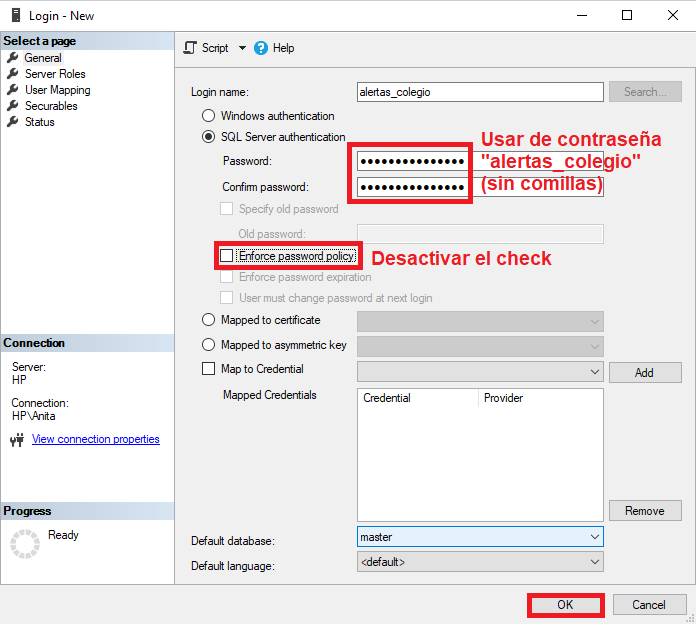 Login - New
Select a page
General
Server Roles
User Mapping
Securables
Status
Script
Help
Login name:
alertas_colegio
Search...
Windows authentication
SQL Server authentication
Password:
●●●●●●●●●●●●●●●
Confirm password:
●●●●●●●●●●●●●●●
Usar de contraseña
"alertas_colegio"
(sin comillas)
Specify old password
Old password:
Enforce password policy
Desactivar el check
Enforce password expiration
User must change password at next login
Mapped to certificate
Mapped to asymmetric key
Map to Credential
Add
Mapped Credentials
Credential
Provider
Remove
Default database:
master
Default language:
<default>
Connection
Server:
HP
Connection:
HP\Anita
View connection properties
Progress
Ready
OK
Cancel